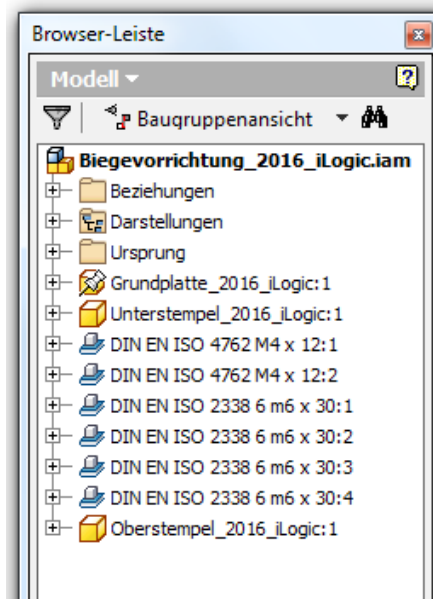 Browser-Leiste
Modell
Baugruppenansicht
Biegevorrichtung_2016_iLogic.iam
Beziehungen
Darstellungen
Ursprung
Grundplatte_2016_iLogic:1
Unterstempel_2016_iLogic:1
DIN EN ISO 4762 M4 x 12:1
DIN EN ISO 4762 M4 x 12:2
DIN EN ISO 2338 6 m6 x 30:1
DIN EN ISO 2338 6 m6 x 30:2
DIN EN ISO 2338 6 m6 x 30:3
DIN EN ISO 2338 6 m6 x 30:4
Oberstempel_2016_iLogic:1